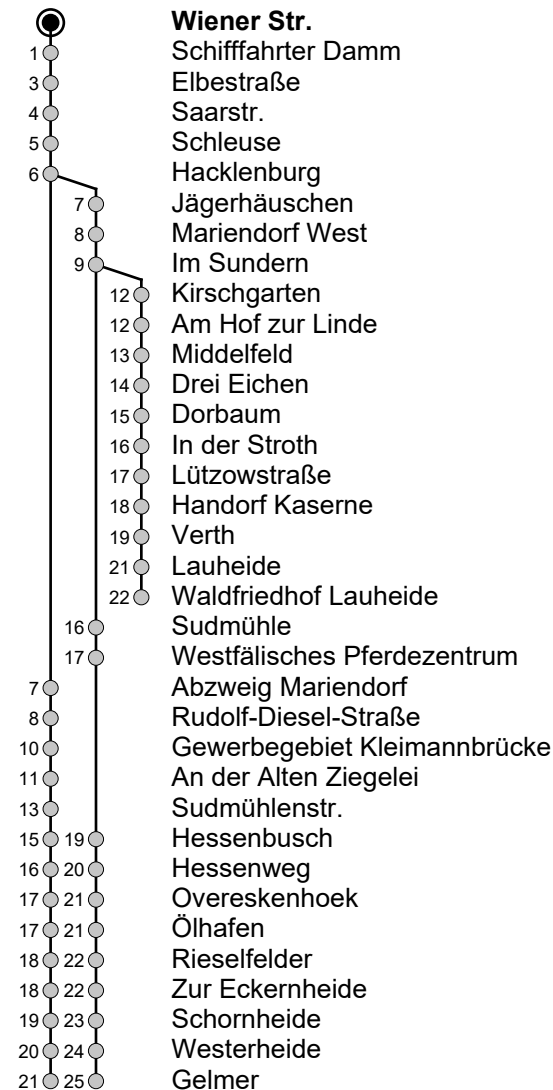 Wiener Str.
1 Schifffahrter Damm
3 Elbestraße
4 Saarstr.
5 Schleuse
6 Hacklenburg
7 Jägerhäuschen
8 Mariendorf West
9 Im Sundern
12 Kirschgarten
12 Am Hof zur Linde
13 Middelfeld
14 Drei Eichen
15 Dorbaum
16 In der Stroth
17 Lützowstraße
18 Handorf Kaserne
19 Verth
21 Lauheide
22 Waldfriedhof Lauheide
16 Sudmühle
17 Westfälisches Pferdezentrum
7 Abzweig Mariendorf
8 Rudolf-Diesel-Straße
10 Gewerbegebiet Kleimannbrücke
11 An der Alten Ziegelei
13 Sudmühlenstr.
15 19 Hessenbusch
16 20 Hessenweg
17 21 Overeskenhoek
17 21 Ölhafen
18 22 Rieselfelder
18 22 Zur Eckernheide
19 23 Schornheide
20 24 Westerheide
21 25 Gelmer